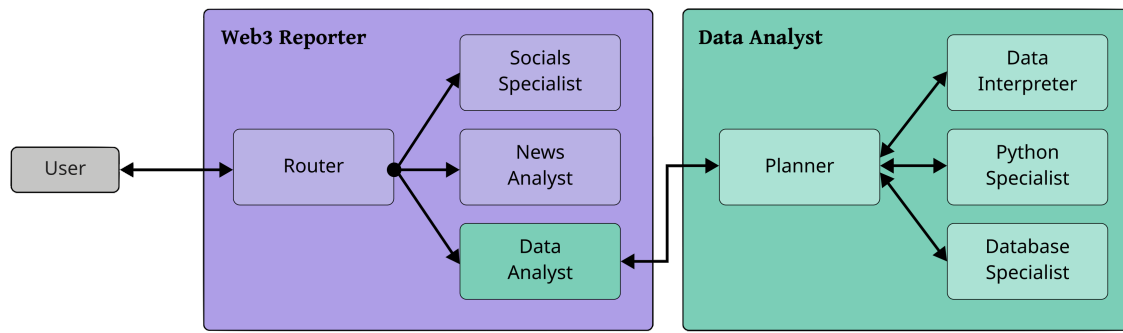 Web3 Reporter
User
Router
Socials
Specialist
News
Analyst
Data
Analyst
Data Analyst
Planner
Data
Interpreter
Python
Specialist
Database
Specialist